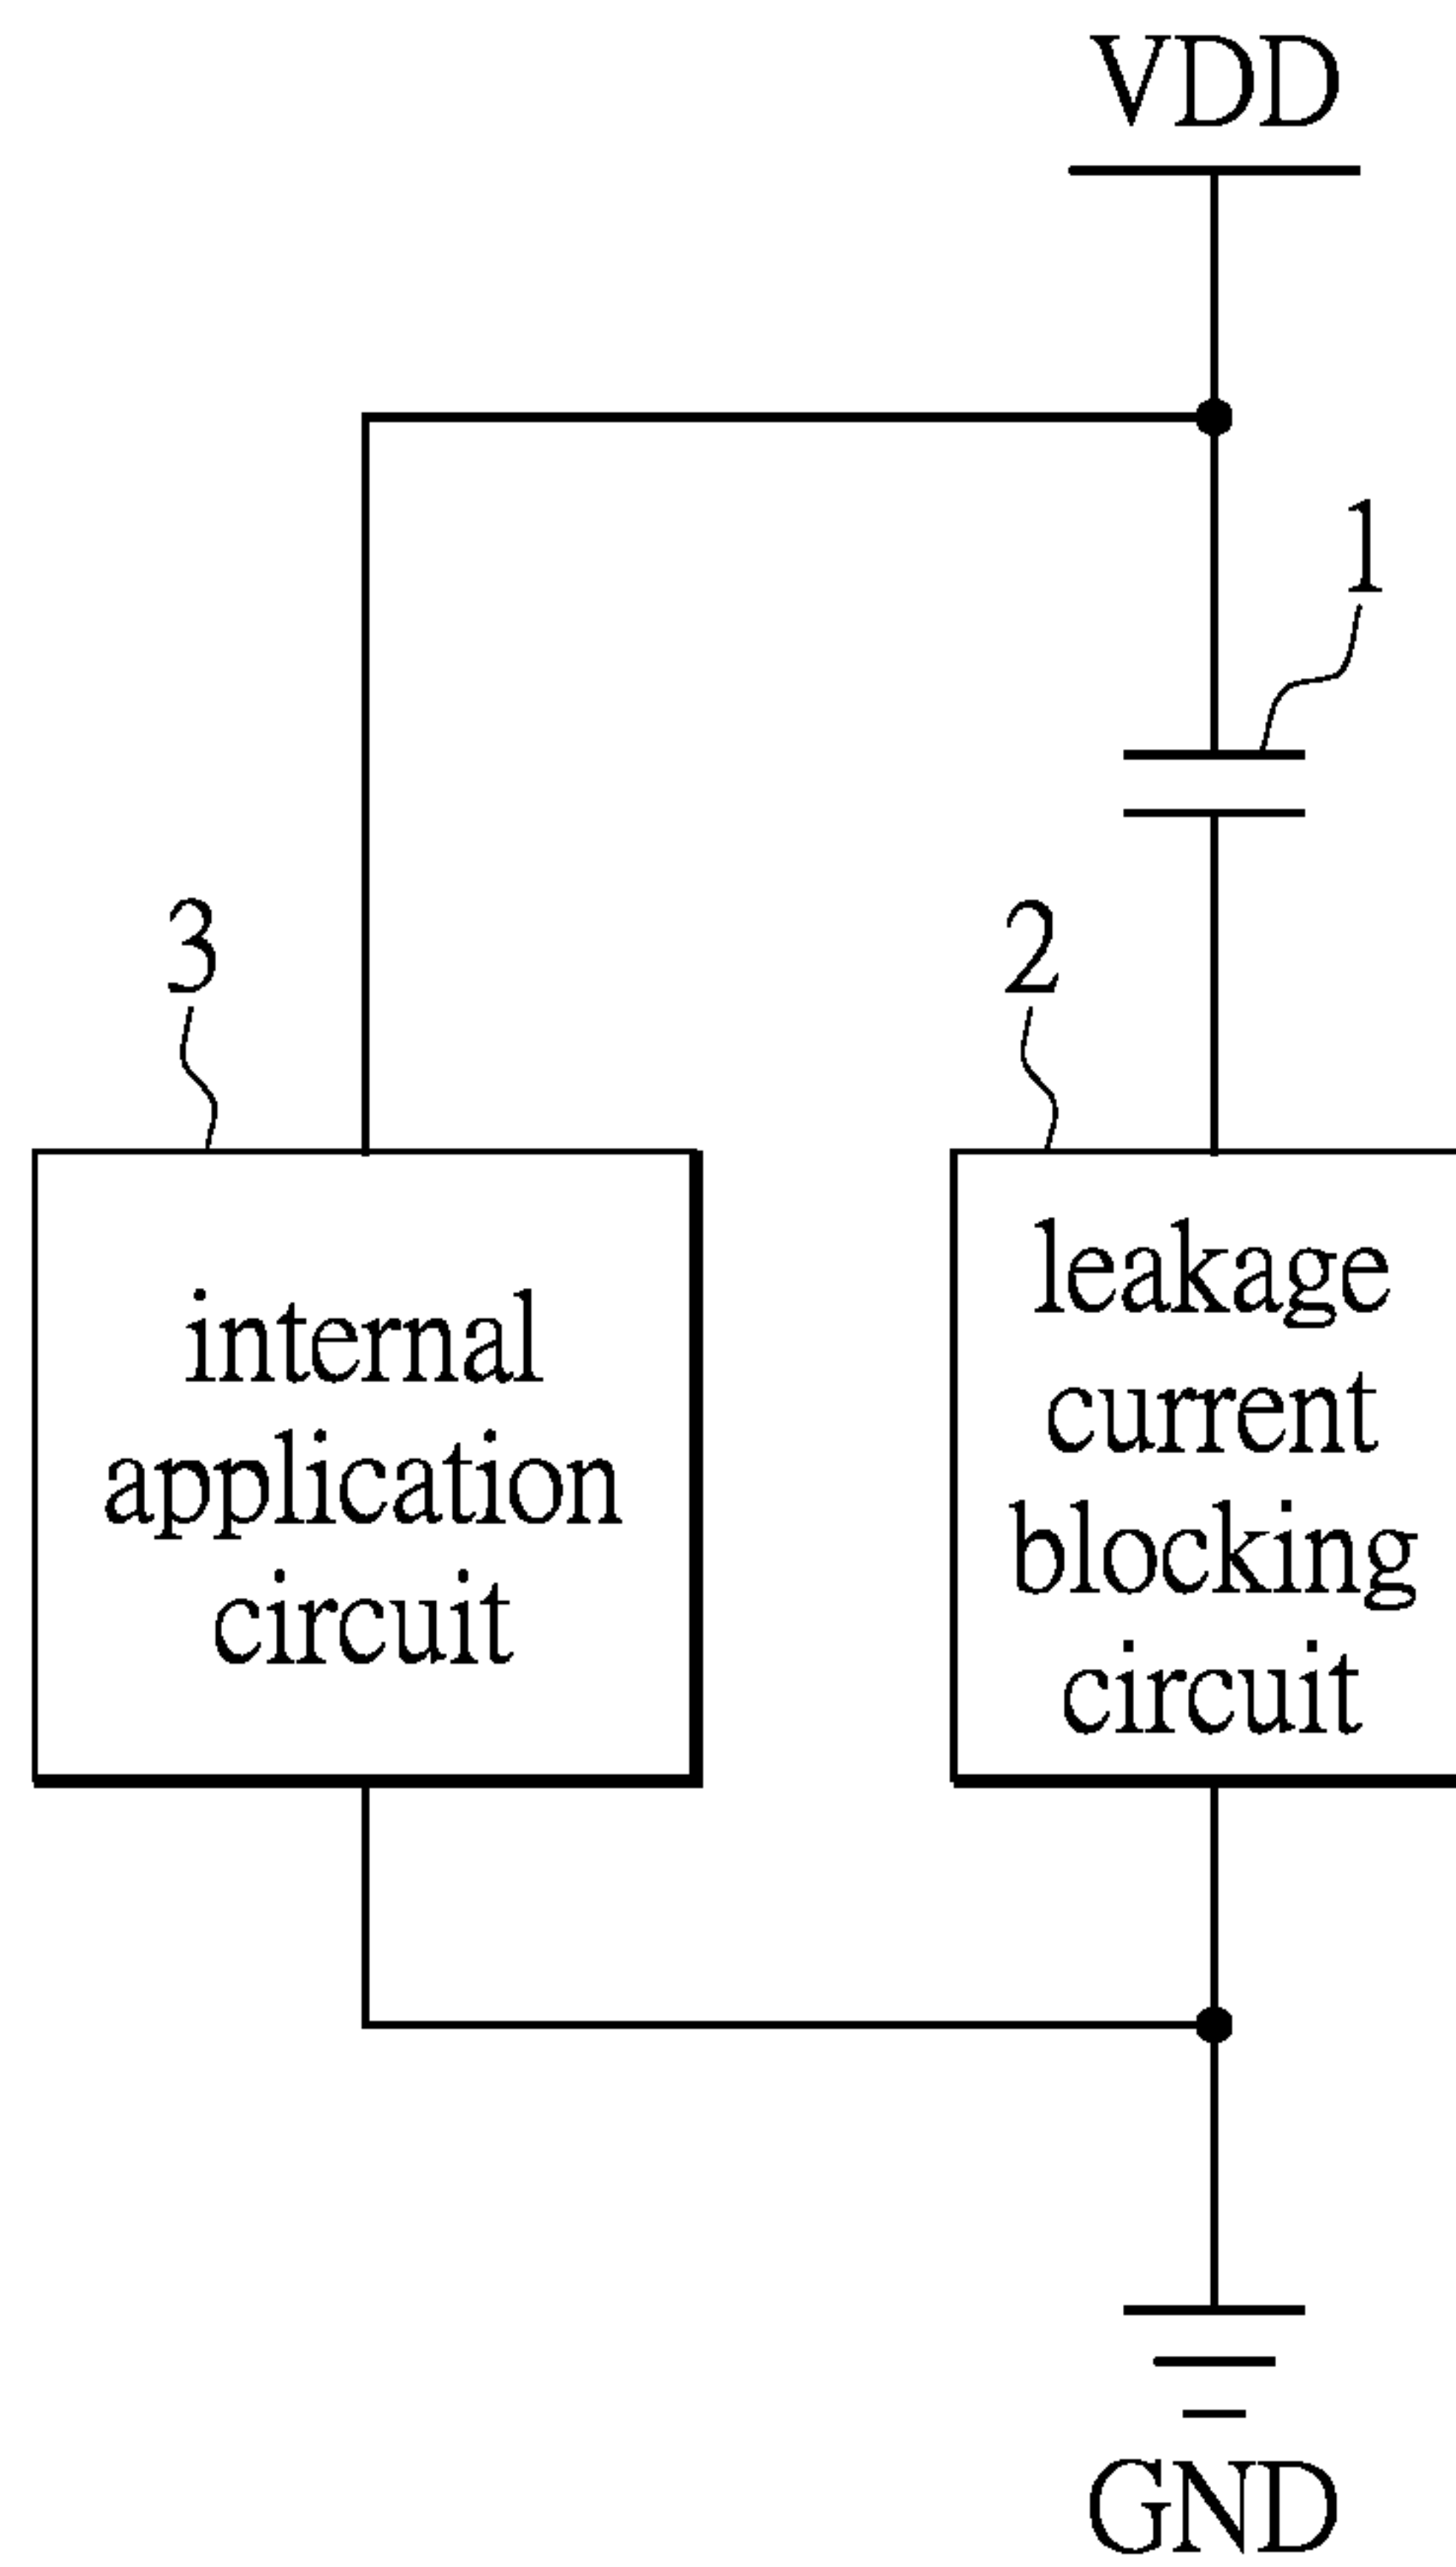 VDD
1
3
2
internal
application
circuit
leakage
current
blocking
circuit
GND